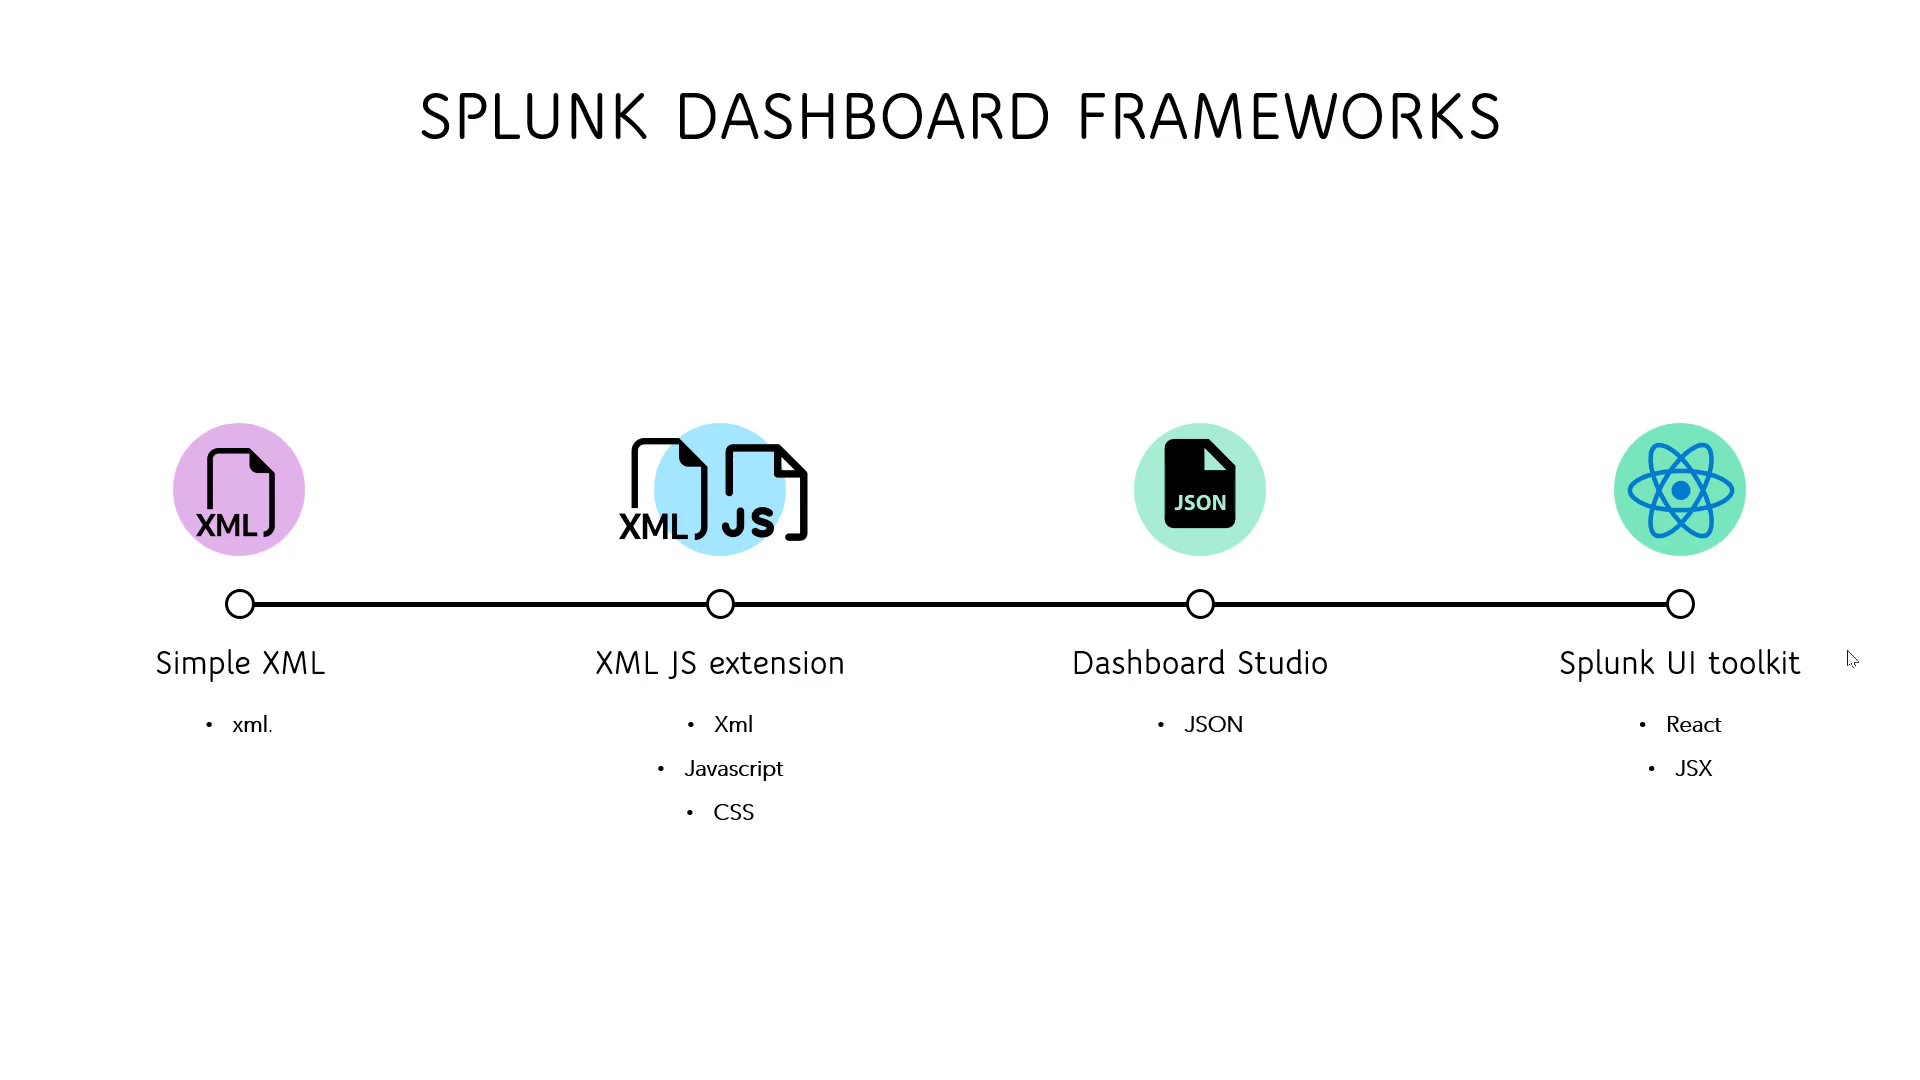 SPLUNK DASHBOARD FRAMEWORKS
XML
XML JS
JSON
Simple XML
• xml.
XML JS extension
• Xml
• Javascript
• CSS
Dashboard Studio
• JSON
Splunk UI toolkit
• React
• JSX